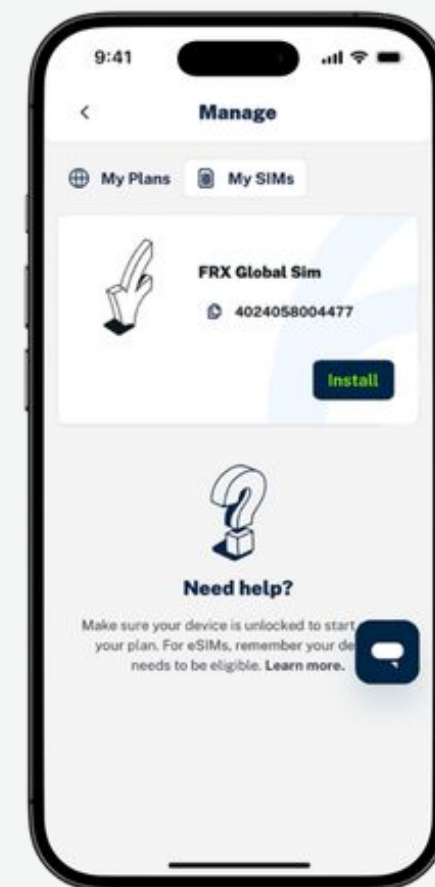 9:41
Manage
My Plans My SIMs
FRX Global Sim
4024058004477
Install
Need help?
Make sure your device is unlocked to start
your plan. For eSIMs, remember your de
needs to be eligible. Learn more.